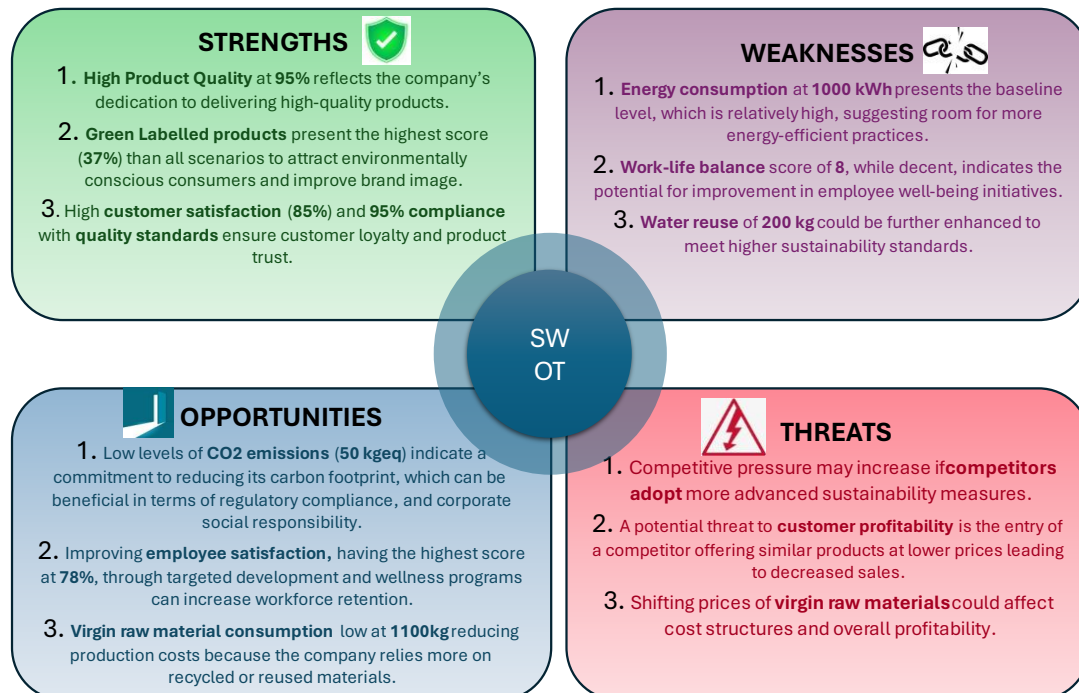 STRENGTHS
1. High Product Quality at 95% reflects the company's
dedication to delivering high-quality products.
2. Green Labelled products present the highest score
(37%) than all scenarios to attract environmentally
conscious consumers and improve brand image.
3. High customer satisfaction (85%) and 95% compliance
with quality standards ensure customer loyalty and product
trust.
WEAKNESSES
1. Energy consumption at 1000 kWh presents the baseline
level, which is relatively high, suggesting room for more
energy-efficient practices.
2. Work-life balance score of 8, while decent, indicates the
potential for improvement in employee well-being initiatives.
3. Water reuse of 200 kg could be further enhanced to
meet higher sustainability standards.
SW
OT
OPPORTUNITIES
1. Low levels of CO2 emissions (50 kgeq) indicate a
commitment to reducing its carbon footprint, which can be
beneficial in terms of regulatory compliance, and corporate
social responsibility.
2. Improving employee satisfaction, having the highest score
at 78%, through targeted development and wellness programs
can increase workforce retention.
3. Virgin raw material consumption low at 1100kg reducing
production costs because the company relies more on
recycled or reused materials.
THREATS
1. Competitive pressure may increase if competitors
adopt more advanced sustainability measures.
2. A potential threat to customer profitability is the entry of
a competitor offering similar products at lower prices leading
to decreased sales.
3. Shifting prices of virgin raw materials could affect
cost structures and overall profitability.